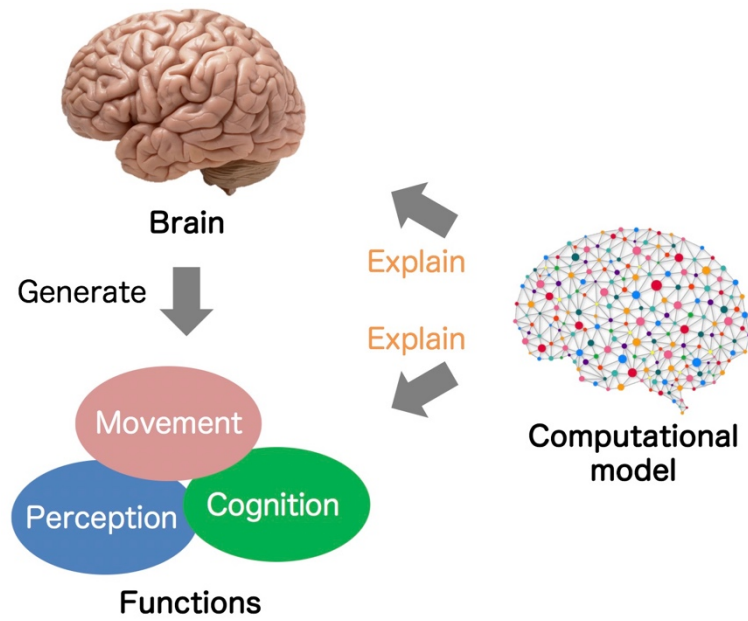 Brain
Generate
Explain
Explain
Movement
Perception
Cognition
Functions
Computational
model